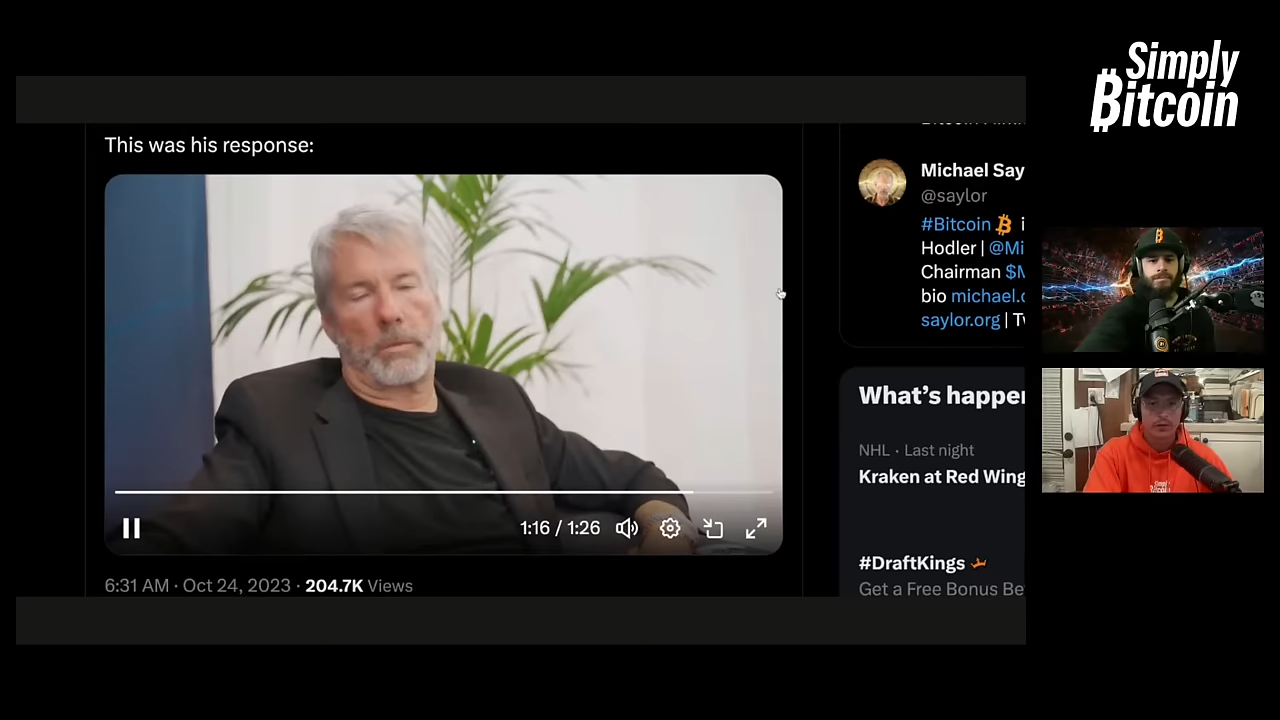 Simply
Bitcoin
This was his response:
Michael Say
@saylor
#Bitcoin
Hodler | @Mi
Chairman $M
bio michael.c
saylor.org | Tw
What's happe
NHL · Last night
Kraken at Red Wing
#DraftKings
Get a Free Bonus Be
1:16 / 1:26
6:31 AM · Oct 24, 2023 · 204.7K Views